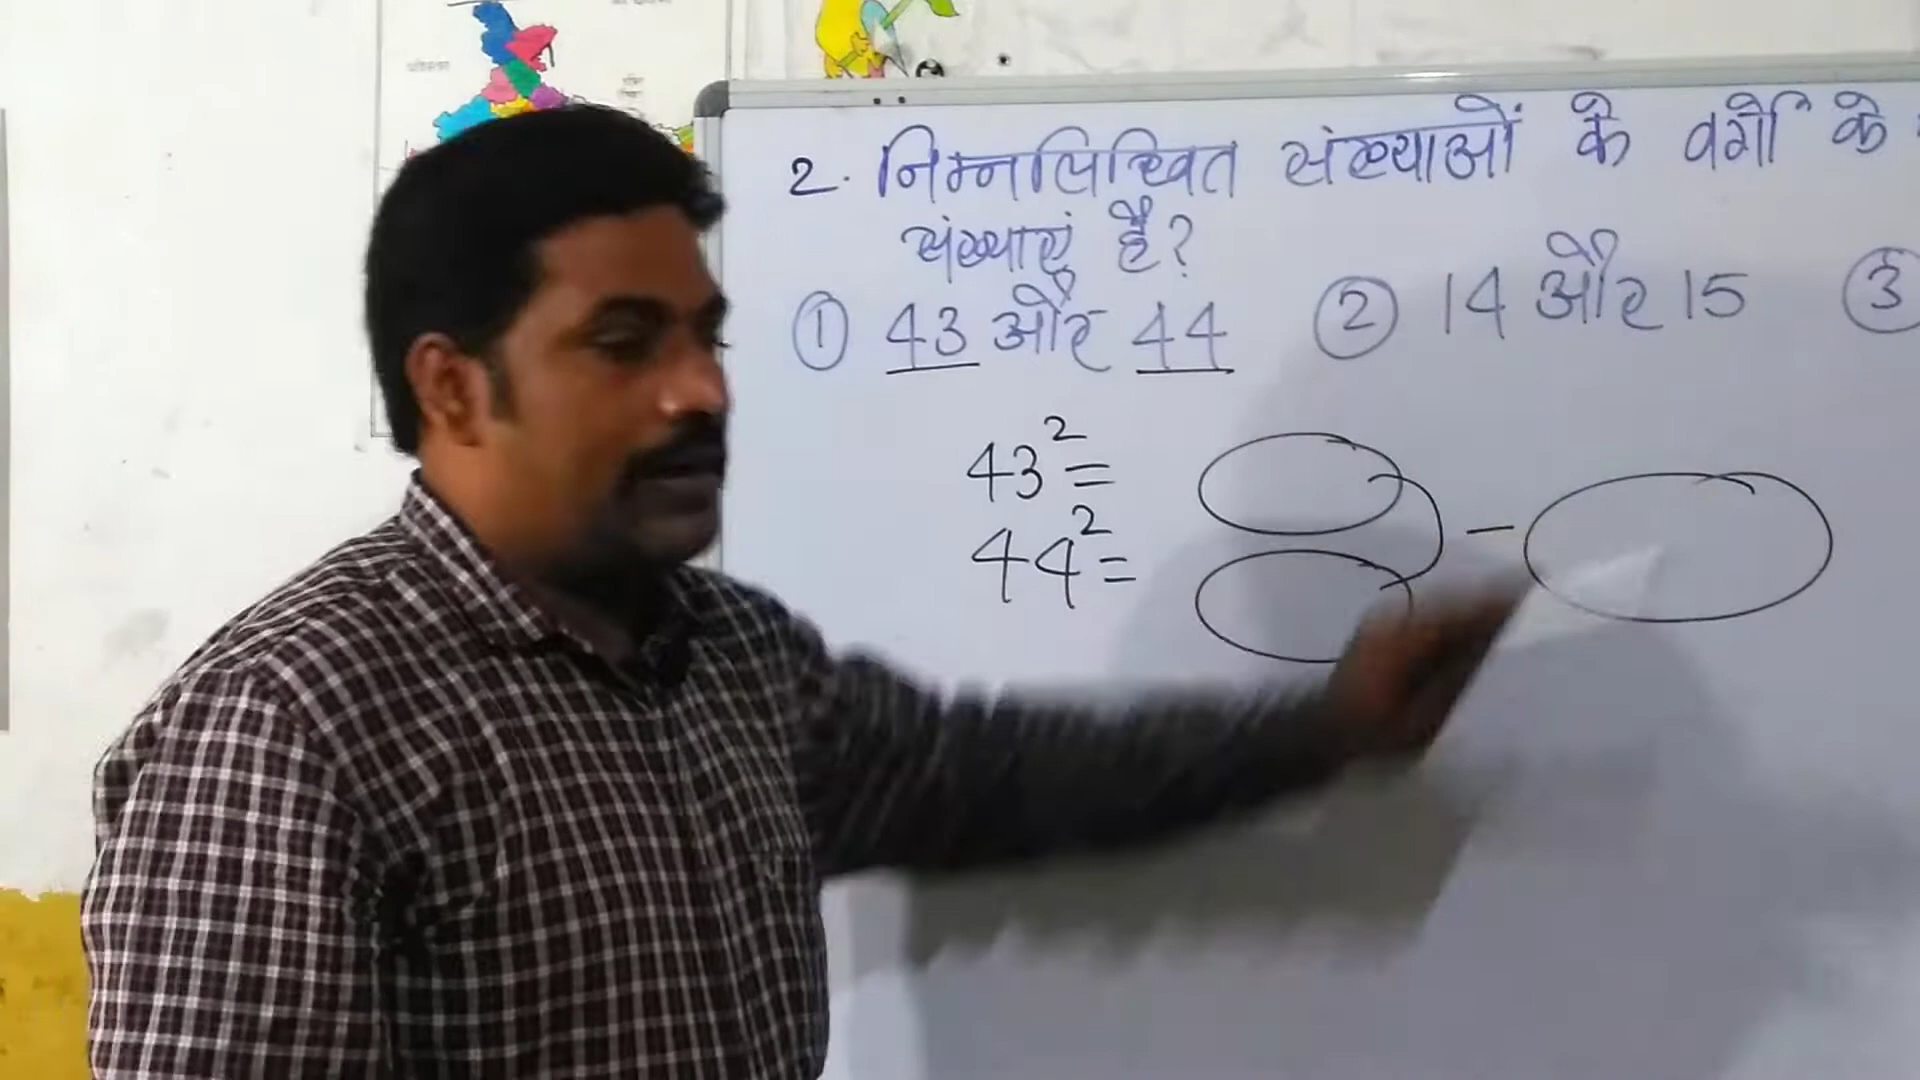 2. निम्नलिखित संख्याओं के वर्गों के
संख्याएं है?
① 43 और 44 ② 14 और 15 ③
43² =
44² =